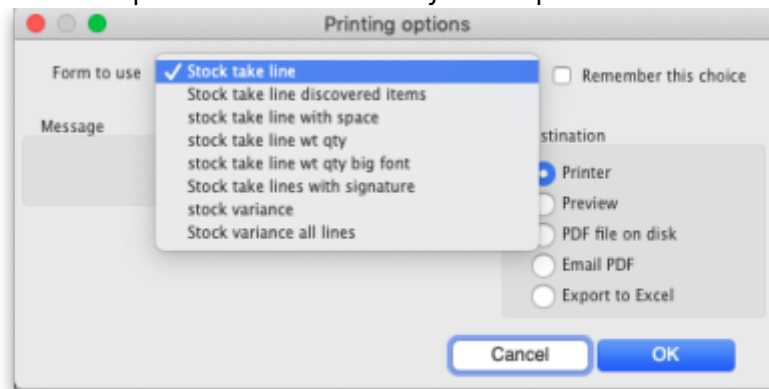 Printing options
Form to use
✓ Stock take line
Stock take line discovered items
stock take line with space
stock take line wt qty
stock take line wt qty big font
Stock take lines with signature
stock variance
Stock variance all lines
Remember this choice
Message
stination
Printer
Preview
PDF file on disk
Email PDF
Export to Excel
Cancel
OK